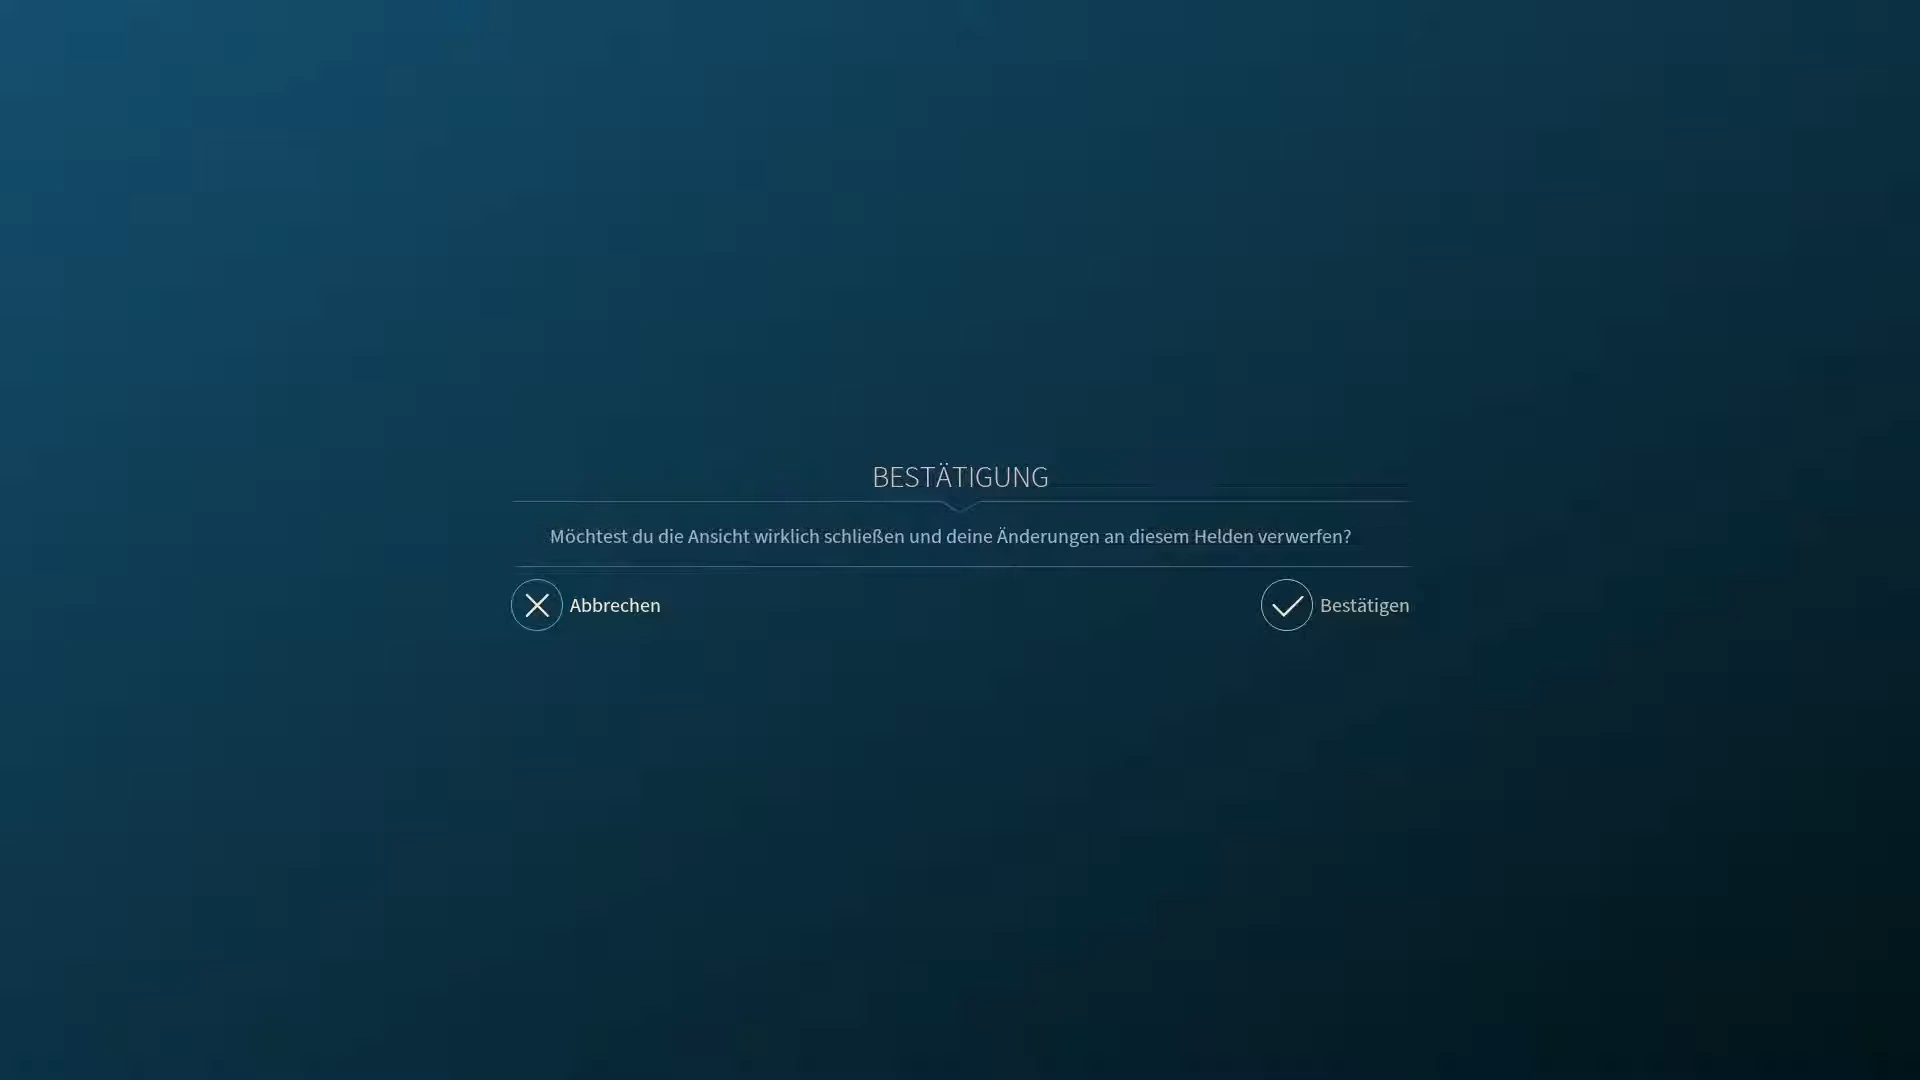 BESTÄTIGUNG
Möchtest du die Ansicht wirklich schließen und deine Änderungen an diesem Helden verwerfen?
Abbrechen
Bestätigen